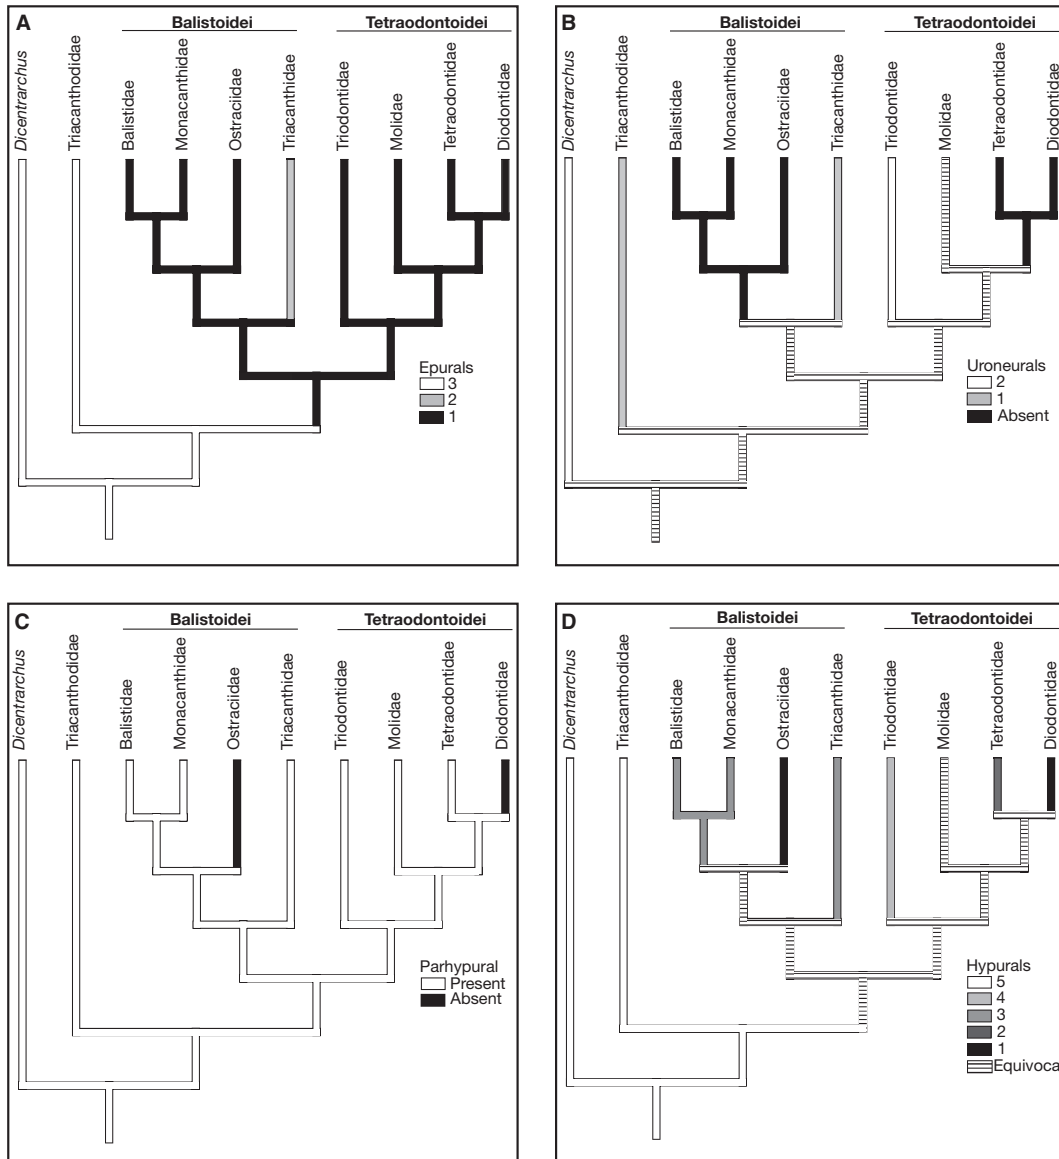 A
Balistoidei
Tetraodontoidei
Dicentrarchus
Triacanthodidae
Balistidae
Monacanthidae
Ostraciidae
Triacanthidae
Triodontidae
Molidae
Tetraodontidae
Diodontidae
Epurals
3
2
1
B
Balistoidei
Tetraodontoidei
Dicentrarchus
Triacanthodidae
Balistidae
Monacanthidae
Ostraciidae
Triacanthidae
Triodontidae
Molidae
Tetraodontidae
Diodontidae
Uroneurals
2
1
Absent
C
Balistoidei
Tetraodontoidei
Dicentrarchus
Triacanthodidae
Balistidae
Monacanthidae
Ostraciidae
Triacanthidae
Triodontidae
Molidae
Tetraodontidae
Diodontidae
Parhypural
Present
Absent
D
Balistoidei
Tetraodontoidei
Dicentrarchus
Triacanthodidae
Balistidae
Monacanthidae
Ostraciidae
Triacanthidae
Triodontidae
Molidae
Tetraodontidae
Diodontidae
Hypurals
5
4
3
2
1
Equivoca